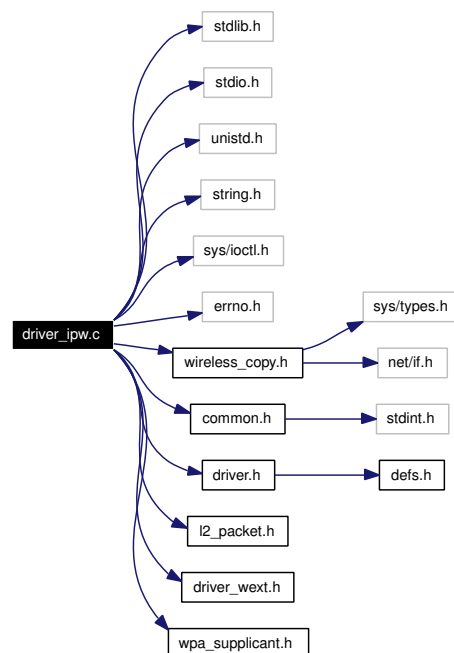 stdlib.h
stdio.h
unistd.h
string.h
sys/ioctl.h
errno.h
sys/types.h
driver_ipw.c
wireless_copy.h
net/if.h
common.h
stdint.h
driver.h
defs.h
l2_packet.h
driver_wext.h
wpa_supplicant.h